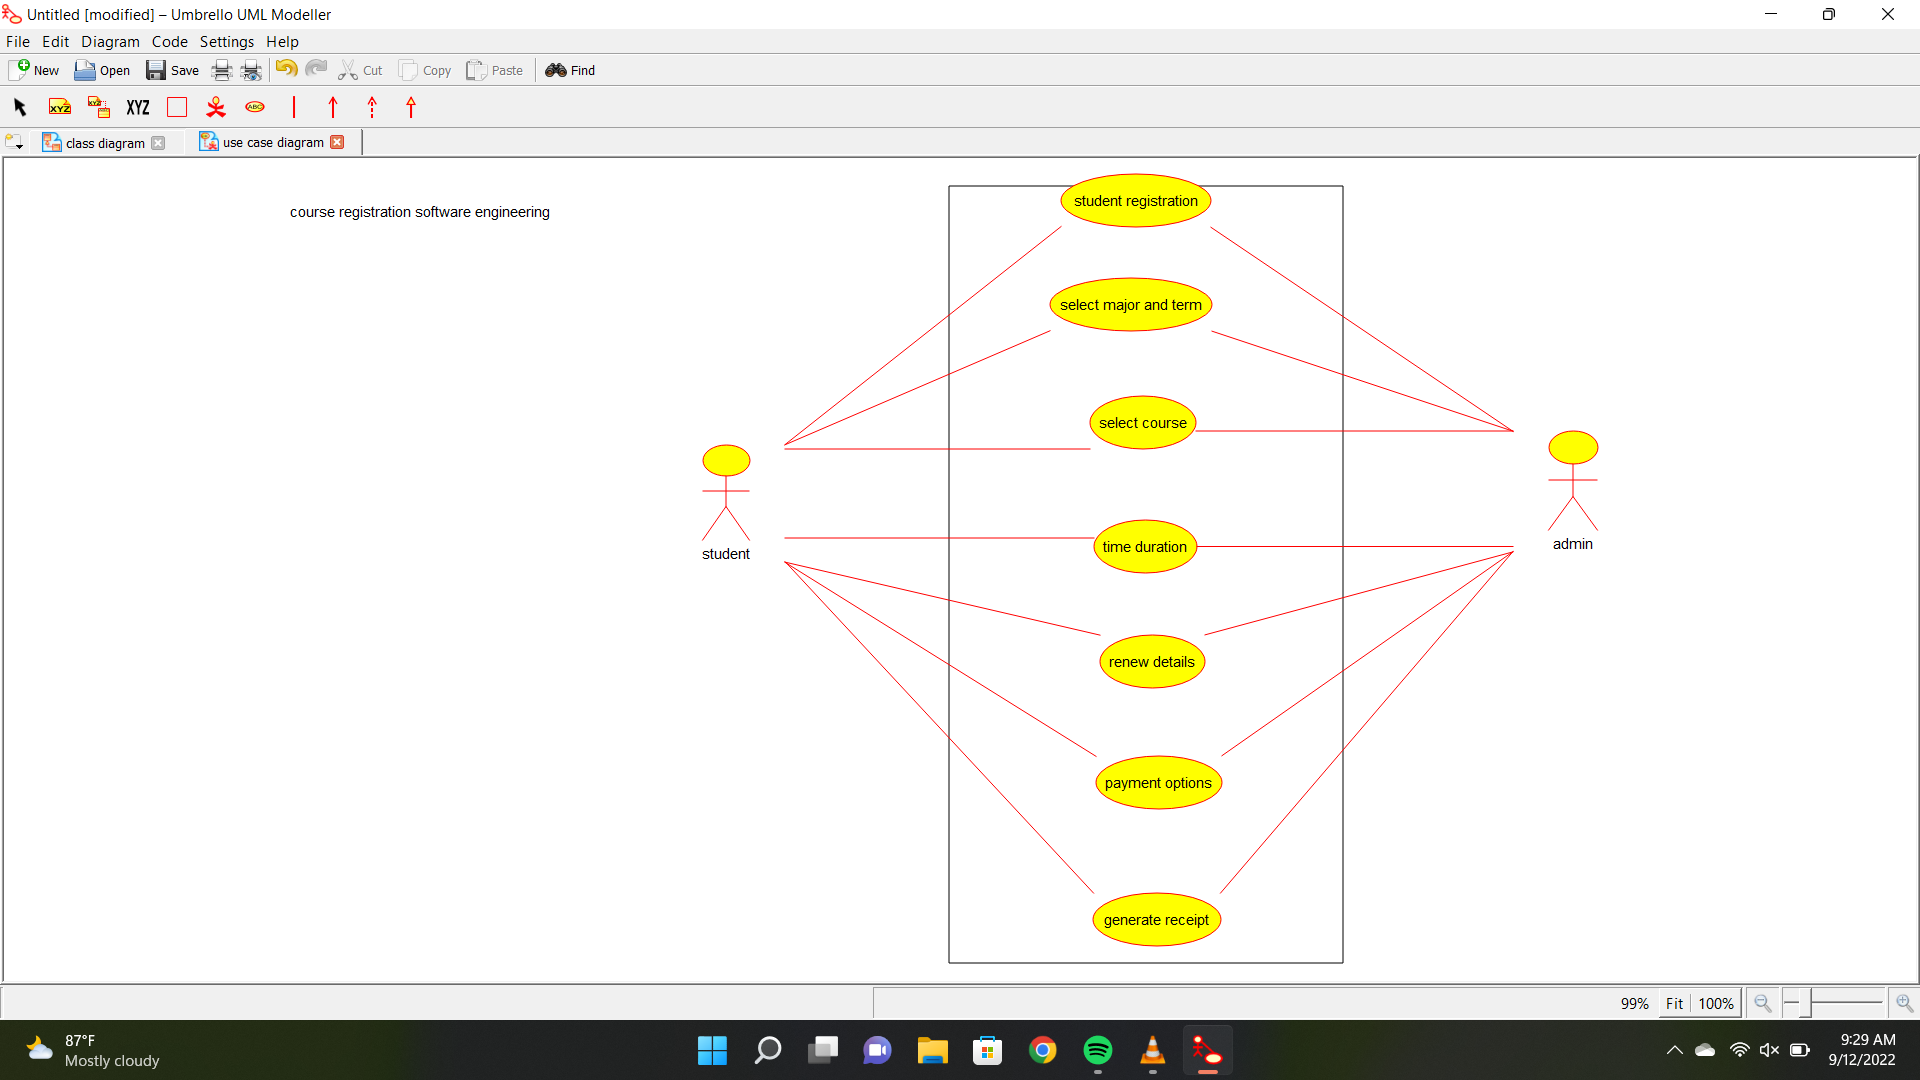 Untitled [modified] – Umbrello UML Modeller
File Edit Diagram Code Settings Help
New Open Save Cut Copy Paste Find
XYZ XYZ XYZ ABC
class diagram use case diagram
course registration software engineering
student registration
select major and term
select course
student
time duration
admin
renew details
payment options
generate receipt
99% Fit 100%
87°F
Mostly cloudy
9:29 AM
9/12/2022